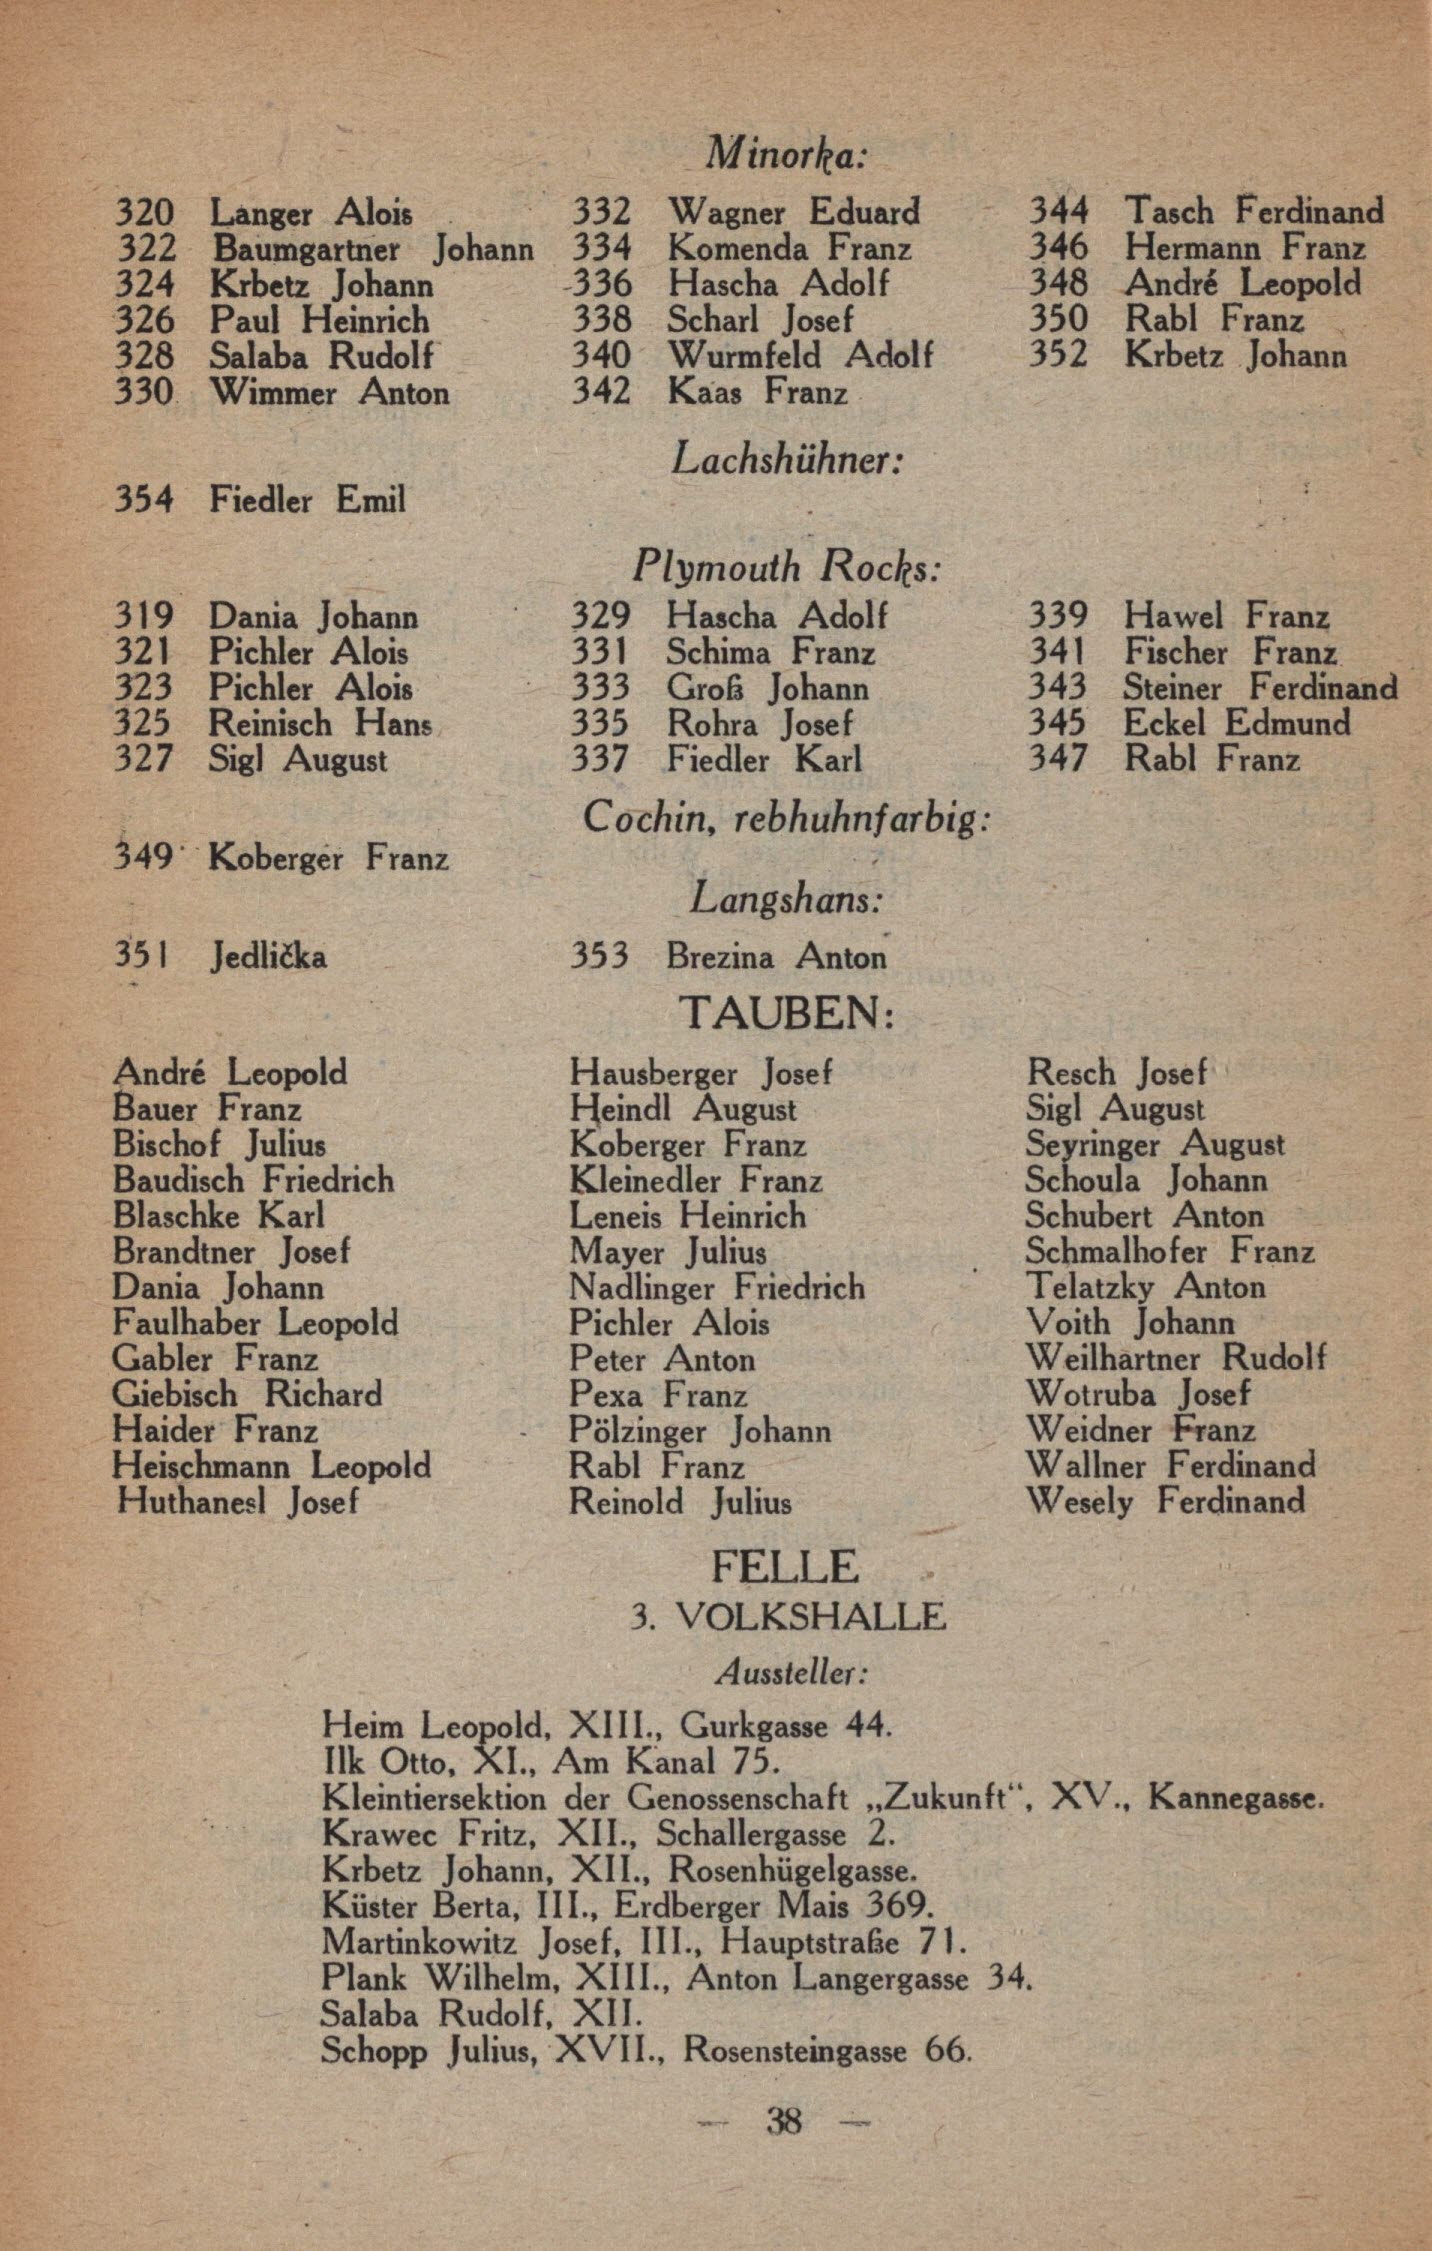 Minorka:
320 Langer Alois 332 Wagner Eduard 344 Tasch Ferdinand
322 Baumgartner Johann 334 Komenda Franz 346 Hermann Franz
324 Krbetz Johann 336 Hascha Adolf 348 André Leopold
326 Paul Heinrich 338 Scharl Josef 350 Rabl Franz
328 Salaba Rudolf 340 Wurmfeld Adolf 352 Krbetz Johann
330 Wimmer Anton 342 Kaas Franz
Lachshühner:
354 Fiedler Emil
Plymouth Rocks:
319 Dania Johann 329 Hascha Adolf 339 Hawel Franz
321 Pichler Alois 331 Schima Franz 341 Fischer Franz
323 Pichler Alois 333 Groß Johann 343 Steiner Ferdinand
325 Reinisch Hans 335 Rohra Josef 345 Eckel Edmund
327 Sigl August 337 Fiedler Karl 347 Rabl Franz
Cochin, rebhuhnfarbig:
349 Koberger Franz
Langshans:
351 Jedlička 353 Brezina Anton
TAUBEN:
André Leopold Hausberger Josef Resch Josef
Bauer Franz Heindl August Sigl August
Bischof Julius Koberger Franz Seyringer August
Baudisch Friedrich Kleinedler Franz Schoula Johann
Blaschke Karl Leneis Heinrich Schubert Anton
Brandtner Josef Mayer Julius Schmalhofer Franz
Dania Johann Nadlinger Friedrich Telatzky Anton
Faulhaber Leopold Pichler Alois Voith Johann
Gabler Franz Peter Anton Weilhartner Rudolf
Giebisch Richard Pexa Franz Wotruba Josef
Haider Franz Pölzinger Johann Weidner Franz
Heischmann Leopold Rabl Franz Wallner Ferdinand
Huthanesl Josef Reinold Julius Wesely Ferdinand
FELLE
3. VOLKSHALLE
Aussteller:
Heim Leopold, XIII., Gurkgasse 44.
Ilk Otto, XI., Am Kanal 75.
Kleintiersektion der Genossenschaft „Zukunft“, XV., Kannegasse.
Krawec Fritz, XII., Schallergasse 2.
Krbetz Johann, XII., Rosenhügelgasse.
Küster Berta, III., Erdberger Mais 369.
Martinkowitz Josef, III., Hauptstraße 71.
Plank Wilhelm, XIII., Anton Langergasse 34.
Salaba Rudolf, XII.
Schopp Julius, XVII., Rosensteingasse 66.
— 38 —